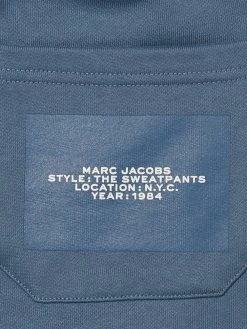 MARC JACOBS
STYLE: THE SWEATPANTS
LOCATION: N.Y.C.
YEAR: 1984